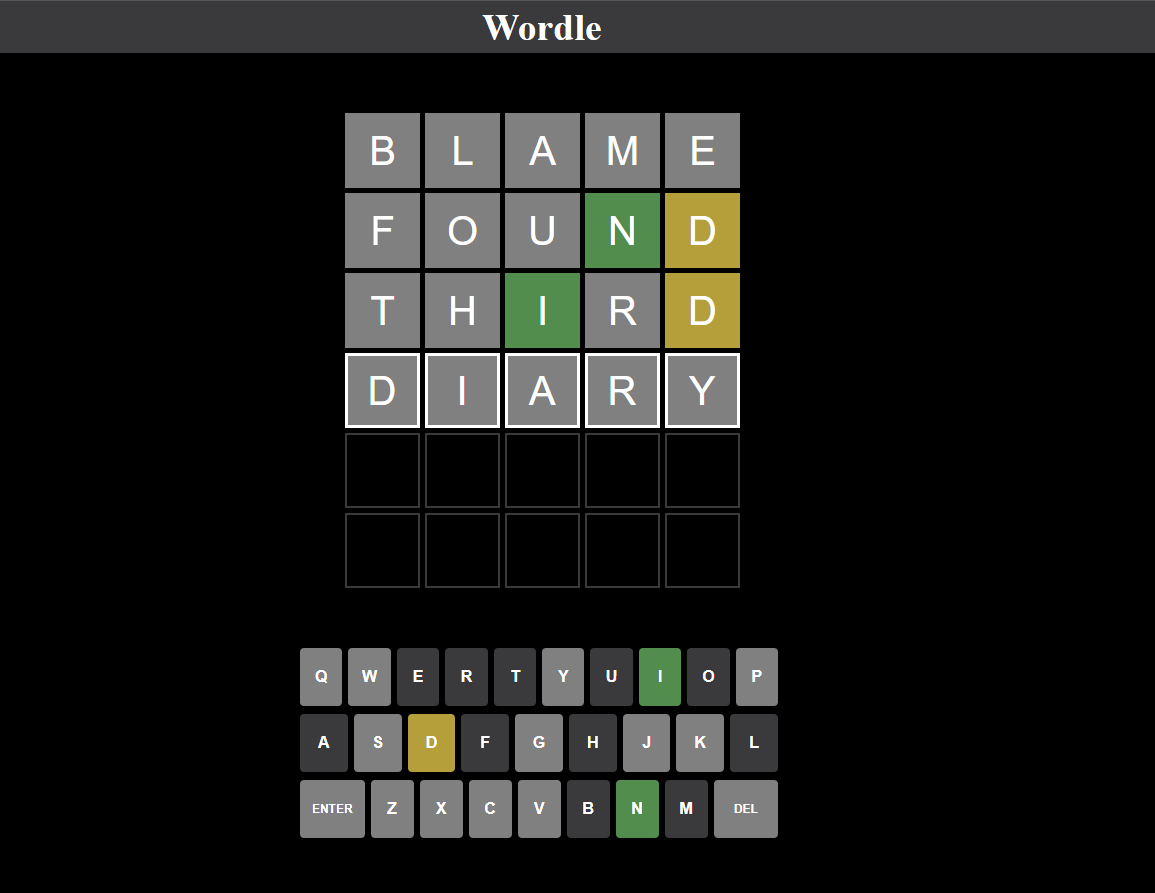 Wordle
B L A M E
F O U N D
T H I R D
D I A R Y
Q W E R T Y U I O P
A S D F G H J K L
ENTER Z X C V B N M DEL